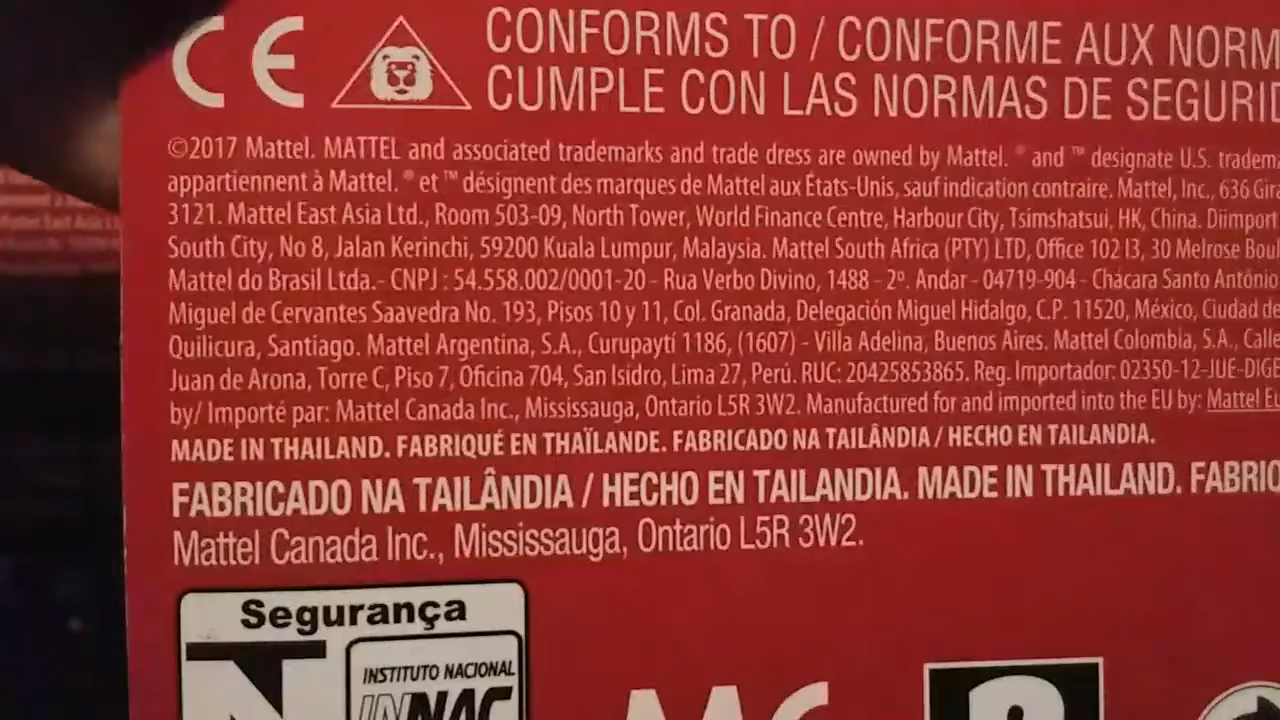 CE CONFORMS TO / CONFORME AUX
CUMPLE CON LAS NORMAS DE
©2017 Mattel. MATTEL and associated trademarks and trade dress are owned by Mattel. ® and ™ designate U.S.
appartiennent à Mattel. ® et ™ désignent des marques de Mattel aux États-Unis, sauf indication contraire. Mattel, Inc., 636
3121. Mattel East Asia Ltd., Room 503-09, North Tower, World Finance Centre, Harbour City, Tsimshatsui, HK, China. Diimport
South City, No 8, Jalan Kerinchi, 59200 Kuala Lumpur, Malaysia. Mattel South Africa (PTY) LTD, Office 102 I3, 30 Melrose
Mattel do Brasil Ltda.- CNPJ : 54.558.002/0001-20 - Rua Verbo Divino, 1488 - 2º. Andar - 04719-904 - Chácara Santo Antônio
Miguel de Cervantes Saavedra No. 193, Pisos 10 y 11, Col. Granada, Delegación Miguel Hidalgo, C.P. 11520, México, Ciudad de
Quilicura, Santiago. Mattel Argentina, S.A., Curupaytí 1186, (1607) - Villa Adelina, Buenos Aires. Mattel Colombia, S.A., Calle
Juan de Arona, Torre C, Piso 7, Oficina 704, San Isidro, Lima 27, Perú. RUC: 20425853865. Reg. Importador: 02350-12-JUE-DIGE
by/ Importé par: Mattel Canada Inc., Mississauga, Ontario L5R 3W2. Manufactured for and imported into the EU by: Mattel
MADE IN THAILAND. FABRIQUÉ EN THAÏLANDE. FABRICADO NA TAILÂNDIA / HECHO EN TAILANDIA.
FABRICADO NA TAILÂNDIA / HECHO EN TAILANDIA. MADE IN THAILAND.
Mattel Canada Inc., Mississauga, Ontario L5R 3W2.
Segurança
INSTITUTO NACIONAL